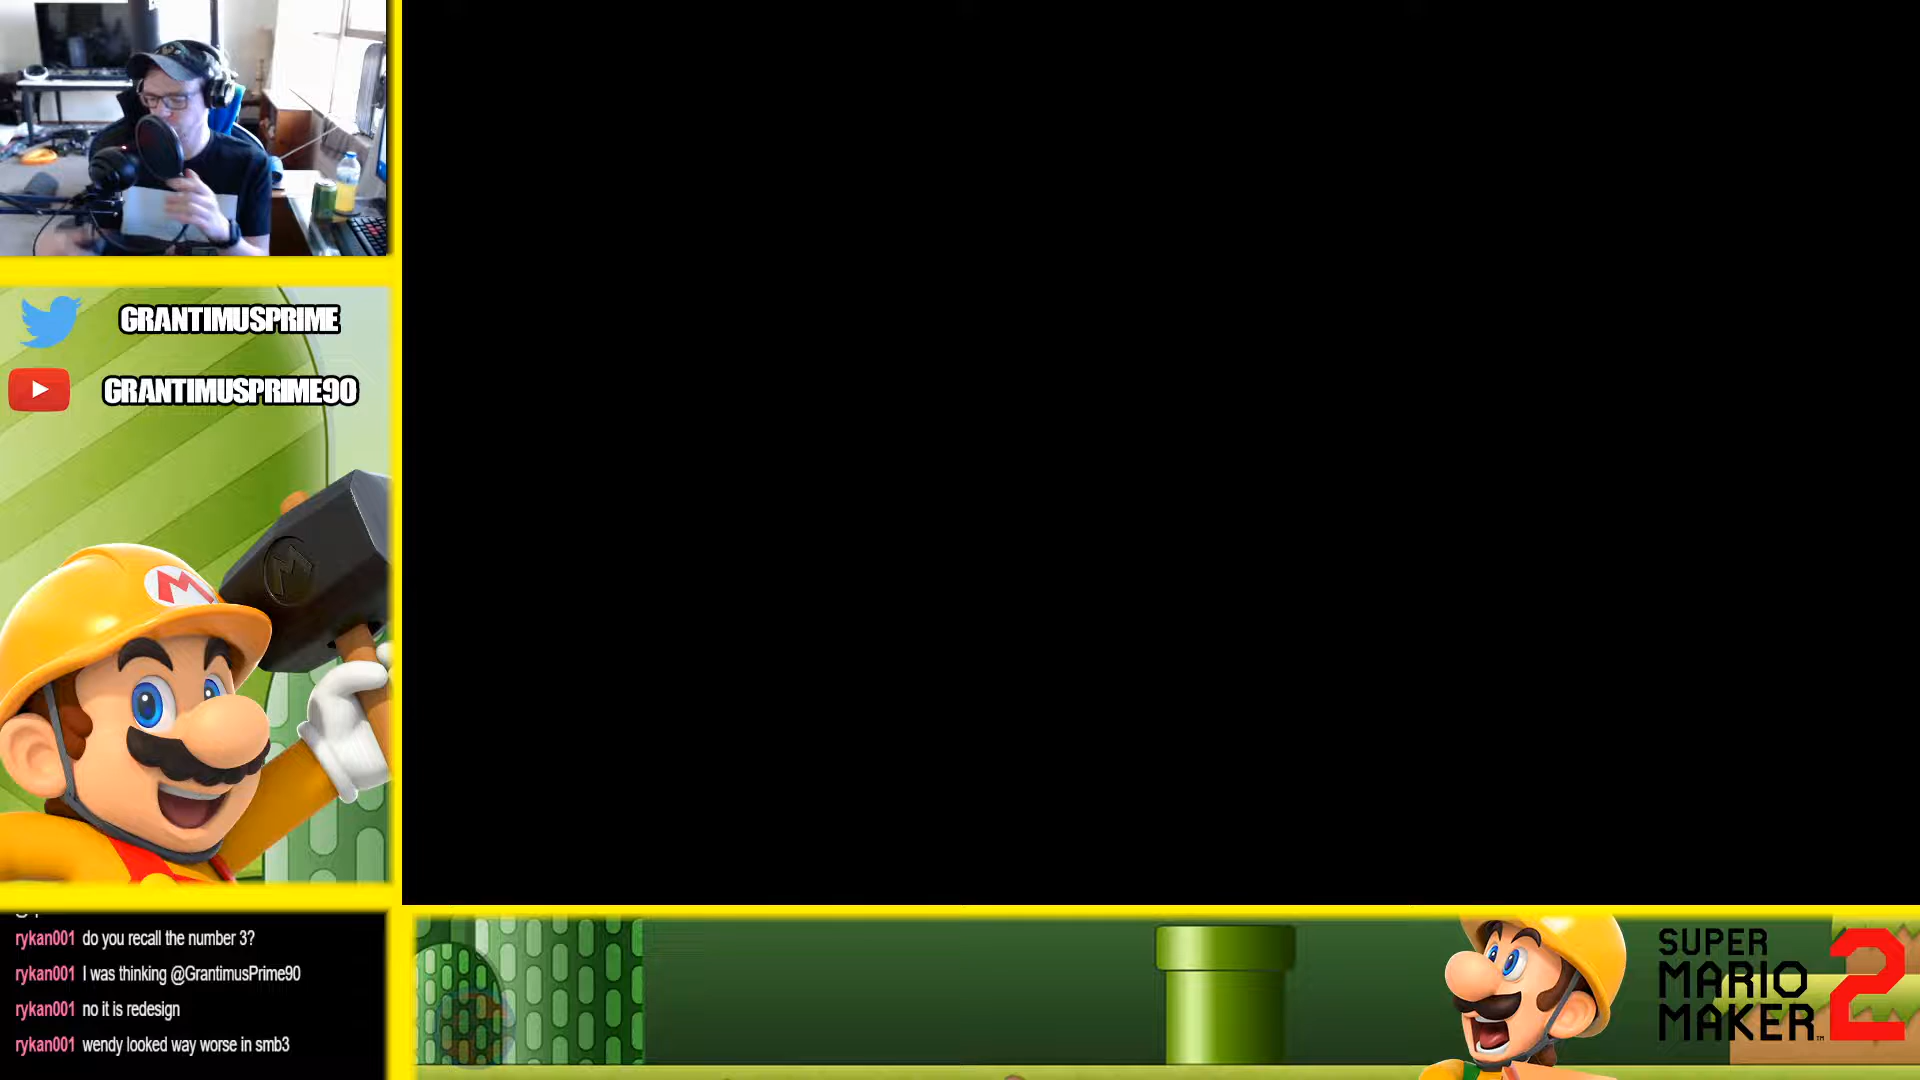 GRANTIMUSPRIME
GRANTIMUSPRIME90
rykan001 do you recall the number 3?
rykan001 I was thinking @GrantimusPrime90
rykan001 no it is redesign
rykan001 wendy looked way worse in smb3
M
M
SUPER
MARIO
MAKER™ 2